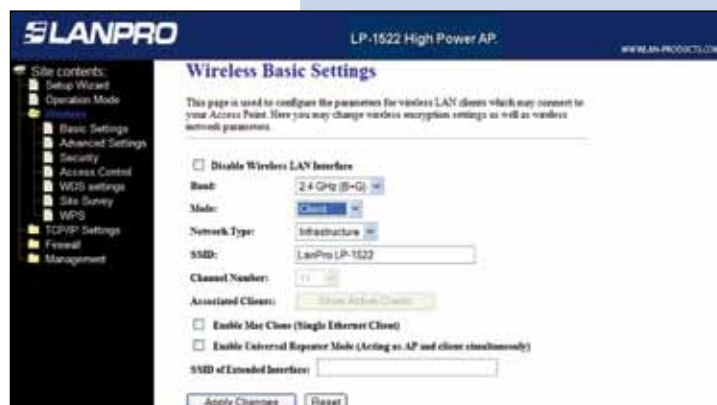 LANPRO
LP-1522 High Power AP.
WWW.LAN-PRODUCTS.COM
Site contents:
Setup Wizard
Operation Mode
Wireless
Basic Settings
Advanced Settings
Security
Access Control
WDS settings
Site Survey
WPS
TCP/IP Settings
Firewall
Management
Wireless Basic Settings
This page is used to configure the parameters for wireless LAN clients which may connect to
your Access Point. Here you may change wireless encryption settings as well as wireless
network parameters.
Disable Wireless LAN Interface
Band: 2.4 GHz (B+G)
Mode: Client
Network Type: Infrastructure
SSID: LanPro LP-1522
Channel Number: 11
Associated Clients: Show Active Clients
Enable Mac Clone (Single Ethernet Client)
Enable Universal Repeater Mode (Acting as AP and client simultaneously)
SSID of Extended Interface:
Apply Changes Reset